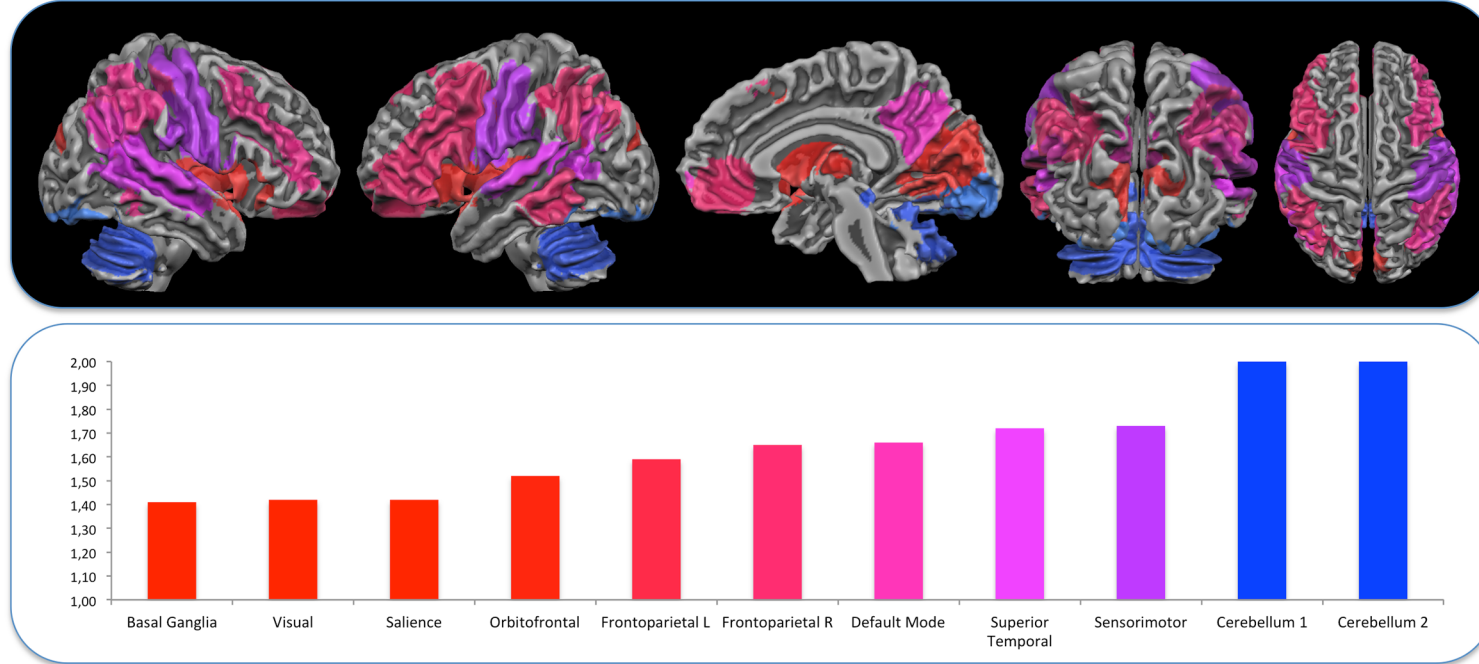 2,00
1,90
1,80
1,70
1,60
1,50
1,40
1,30
1,20
1,10
1,00
Basal Ganglia
Visual
Salience
Orbitofrontal
Frontoparietal L
Frontoparietal R
Default Mode
Superior
Temporal
Sensorimotor
Cerebellum 1
Cerebellum 2